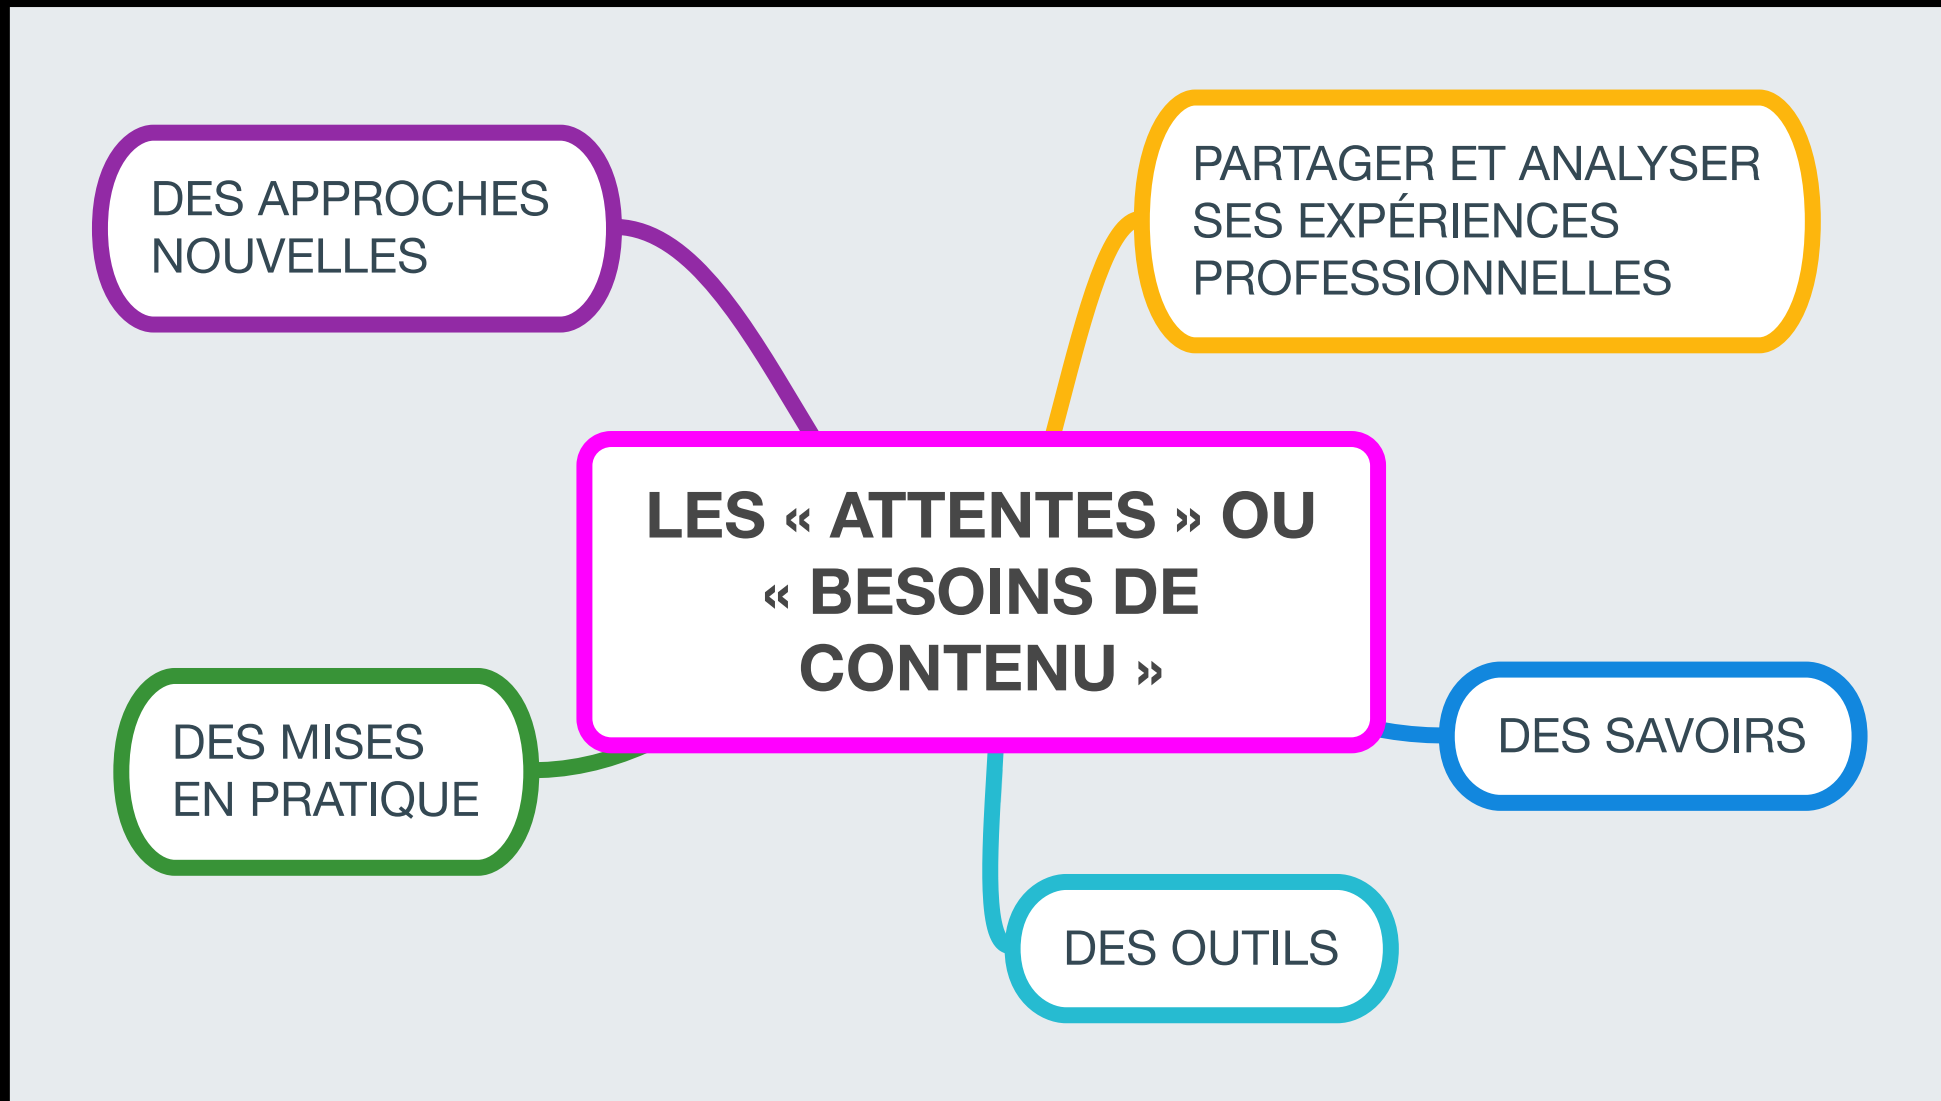 DES APPROCHES
NOUVELLES
PARTAGER ET ANALYSER
SES EXPÉRIENCES
PROFESSIONNELLES
LES « ATTENTES » OU
« BESOINS DE
CONTENU »
DES MISES
EN PRATIQUE
DES SAVOIRS
DES OUTILS